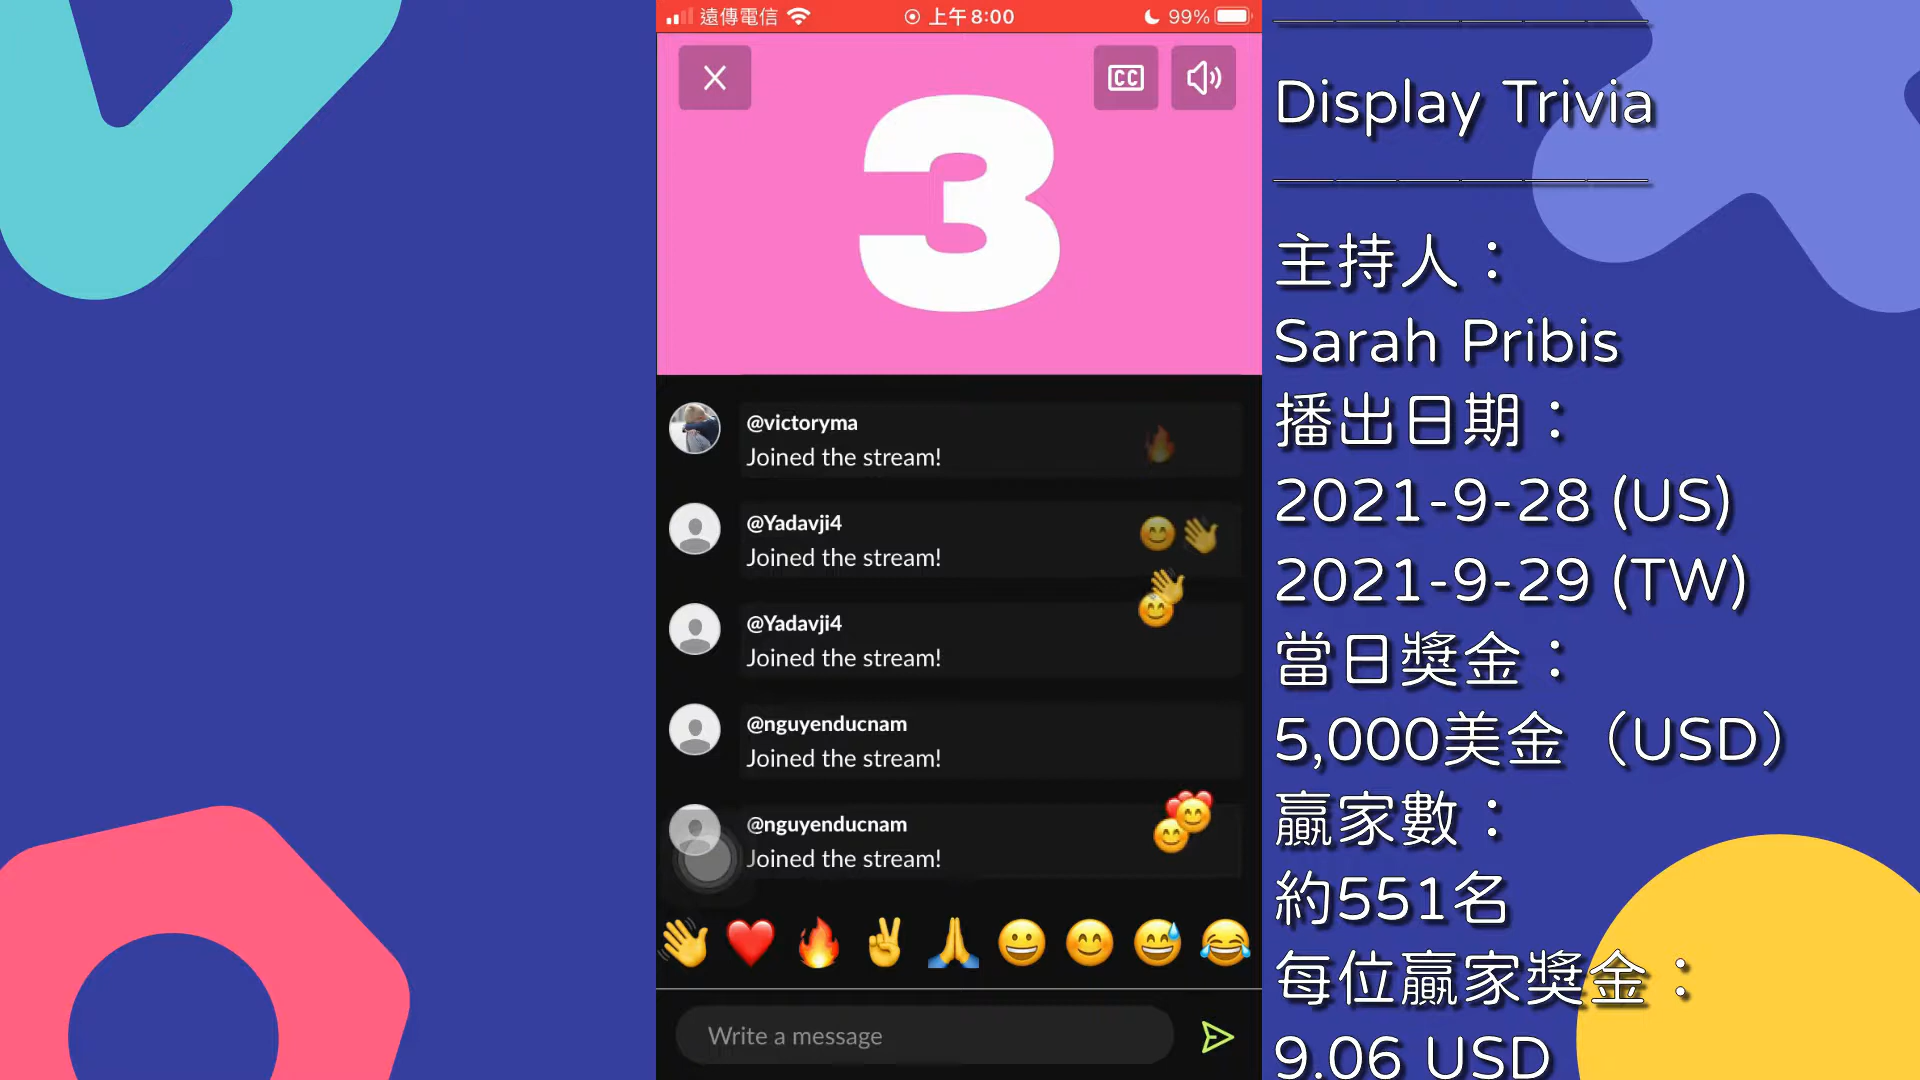 遠傳電信
上午8:00
99%
CC
3
@victoryma
Joined the stream!
@Yadavji4
Joined the stream!
@Yadavji4
Joined the stream!
@nguyenducnam
Joined the stream!
@nguyenducnam
Joined the stream!
Write a message
Display Trivia
主持人：
Sarah Pribis
播出日期：
2021-9-28 (US)
2021-9-29 (TW)
當日獎金：
5,000美金（USD）
贏家數：
約551名
每位贏家獎金：
9.06 USD